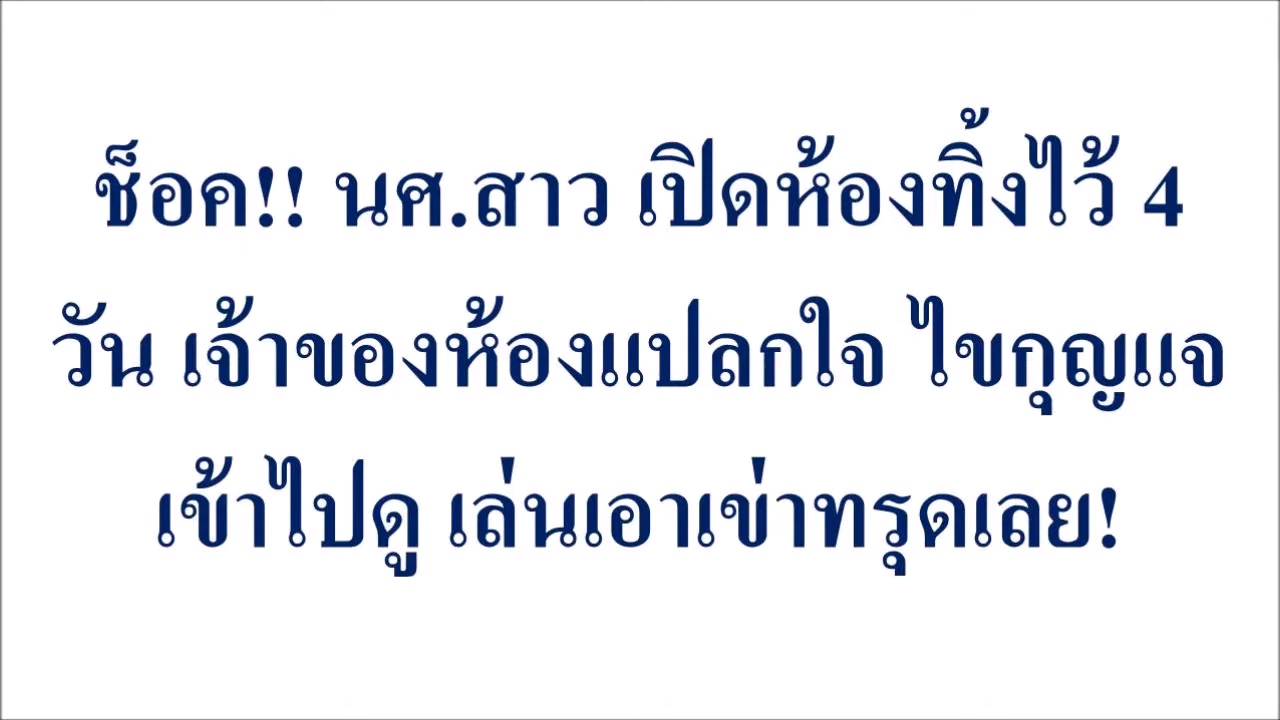 ช็อค!! นศ.สาว เปิดห้องทิ้งไว้ 4
วัน เจ้าของห้องแปลกใจ ไขกุญแจ
เข้าไปดู เล่นเอาเข่าทรุดเลย!